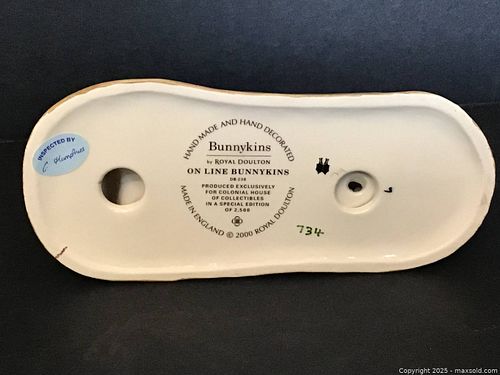 INSPECTED BY
HAND MADE AND HAND DECORATED
Bunnykins
by ROYAL DOULTON
ON LINE BUNNYKINS
PRODUCED EXCLUSIVELY
FOR COLONIAL HOUSE
OF COLLECTIBLES
IN A SPECIAL EDITION
OF 2,500
MADE IN ENGLAND © 2000 ROYAL DOULTON
734
Copyright 2025 - maxsold.com